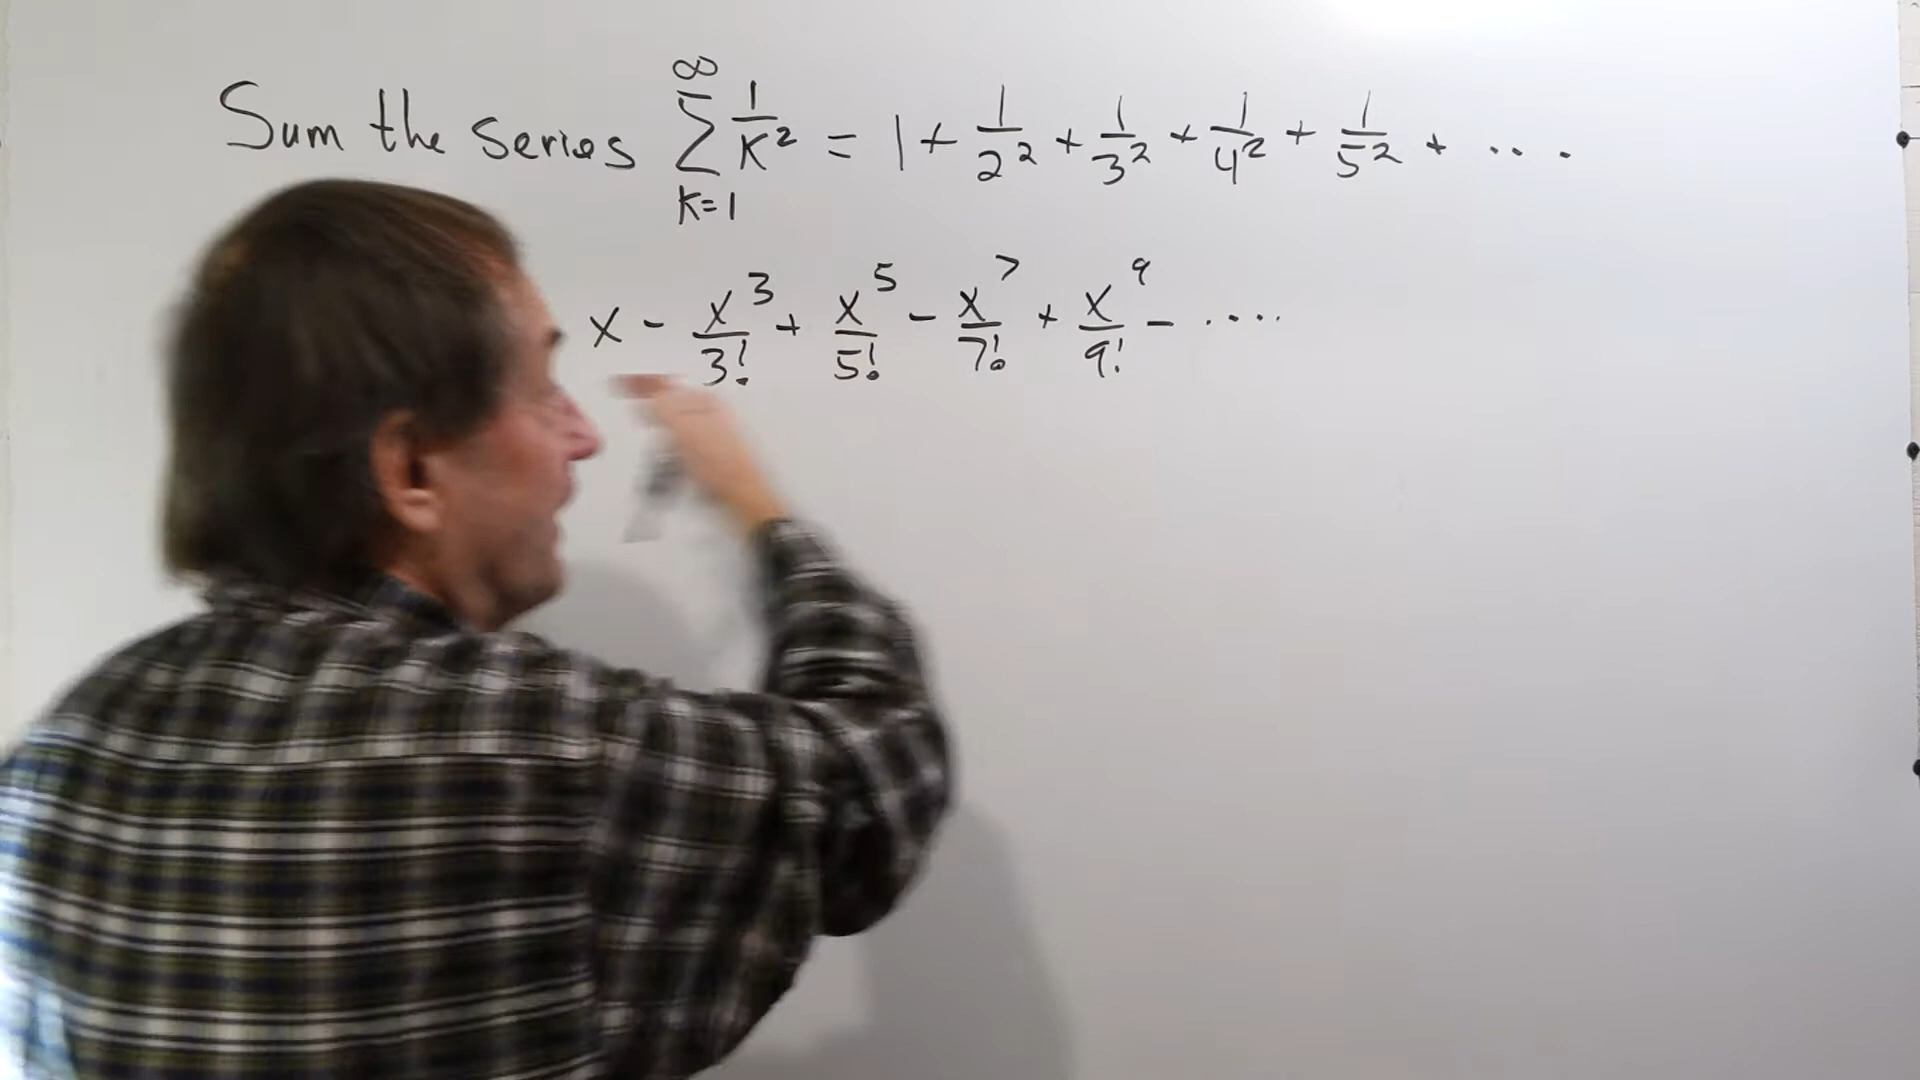 Sum the series ∞∑k=1 1/K² = 1 + 1/2² + 1/3² + 1/4² + 1/5² + ....
x - x³/3! + x⁵/5! - x⁷/7! + x⁹/9! - ....